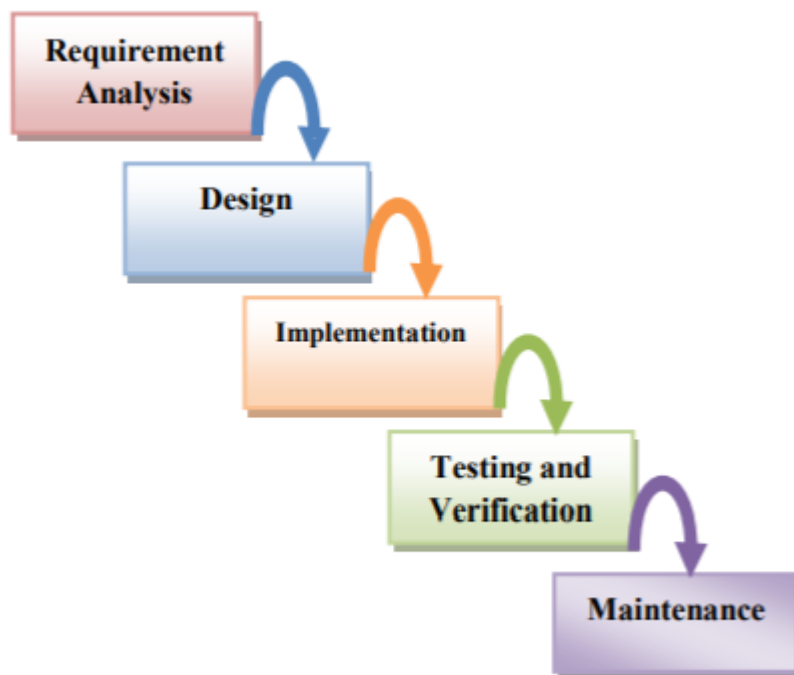 Requirement
Analysis
Design
Implementation
Testing and
Verification
Maintenance